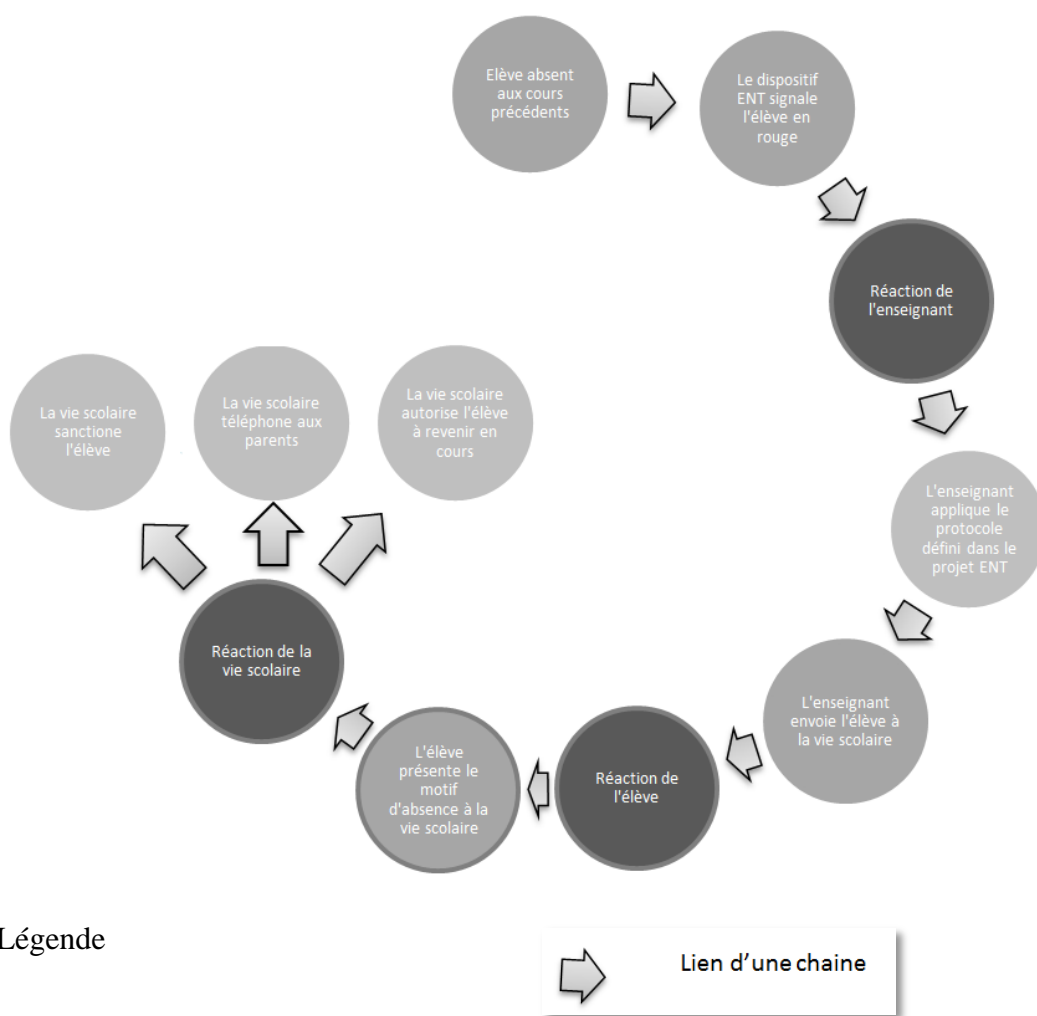 Elève absent
aux cours
précédents
Le dispositif
ENT signale
l'élève en
rouge
Réaction de
l'enseignant
L'enseignant
applique le
protocole
défini dans le
projet ENT
L'enseignant
envoie l'élève à
la vie scolaire
Réaction de
l'élève
L'élève
présente le
motif
d'absence à la
vie scolaire
Réaction de la
vie scolaire
La vie scolaire
sanctione
l'élève
La vie scolaire
téléphone aux
parents
La vie scolaire
autorise l'élève
à revenir en
cours
Légende
Lien d'une chaine